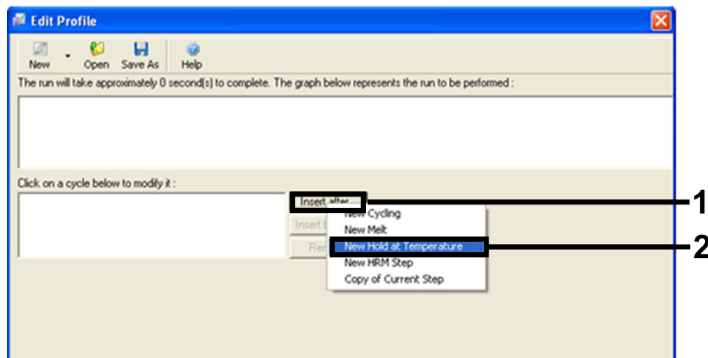 Edit Profile
New Open Save As Help
The run will take approximately 0 second(s) to complete. The graph below represents the run to be performed :
Click on a cycle below to modify it :
Insert after...
1
New Cycling
Insert
New Melt
New Hold at Temperature
2
New HRM Step
Copy of Current Step